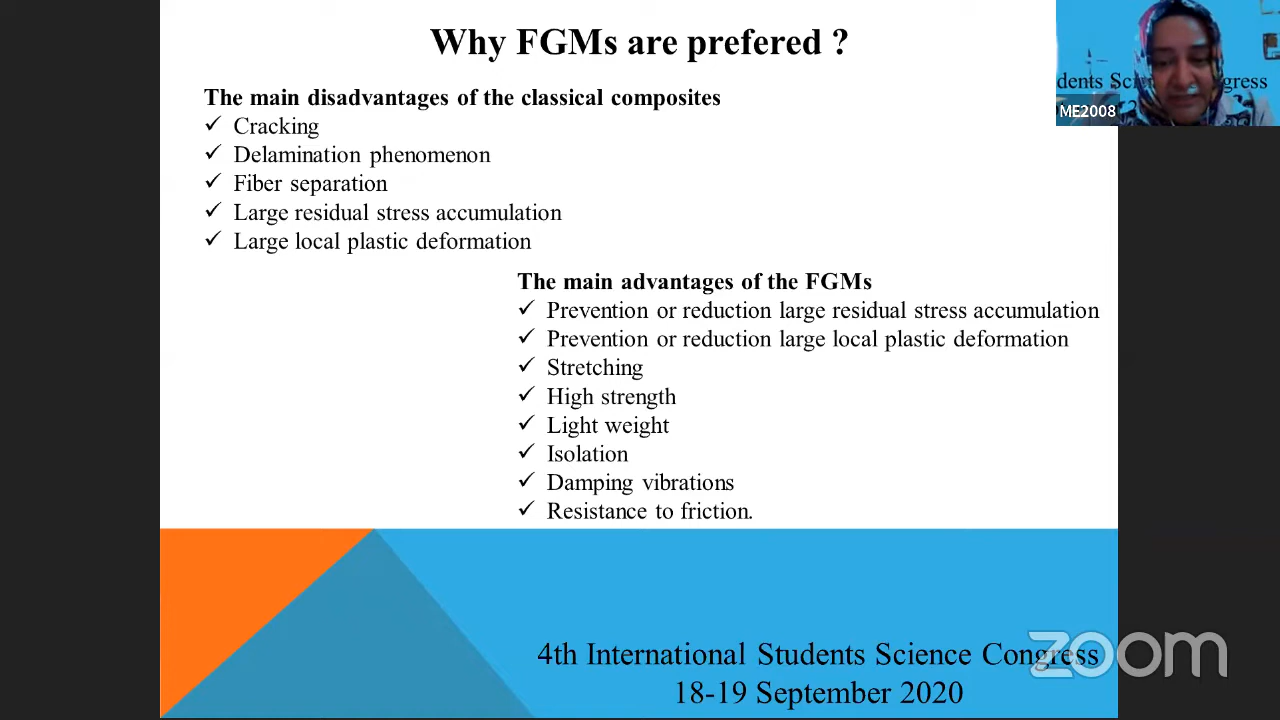 Why FGMs are prefered ?
The main disadvantages of the classical composites
✓ Cracking
✓ Delamination phenomenon
✓ Fiber separation
✓ Large residual stress accumulation
✓ Large local plastic deformation
The main advantages of the FGMs
✓ Prevention or reduction large residual stress accumulation
✓ Prevention or reduction large local plastic deformation
✓ Stretching
✓ High strength
✓ Light weight
✓ Isolation
✓ Damping vibrations
✓ Resistance to friction.
4th International Students Science Congress
18-19 September 2020
zoom
ME2008